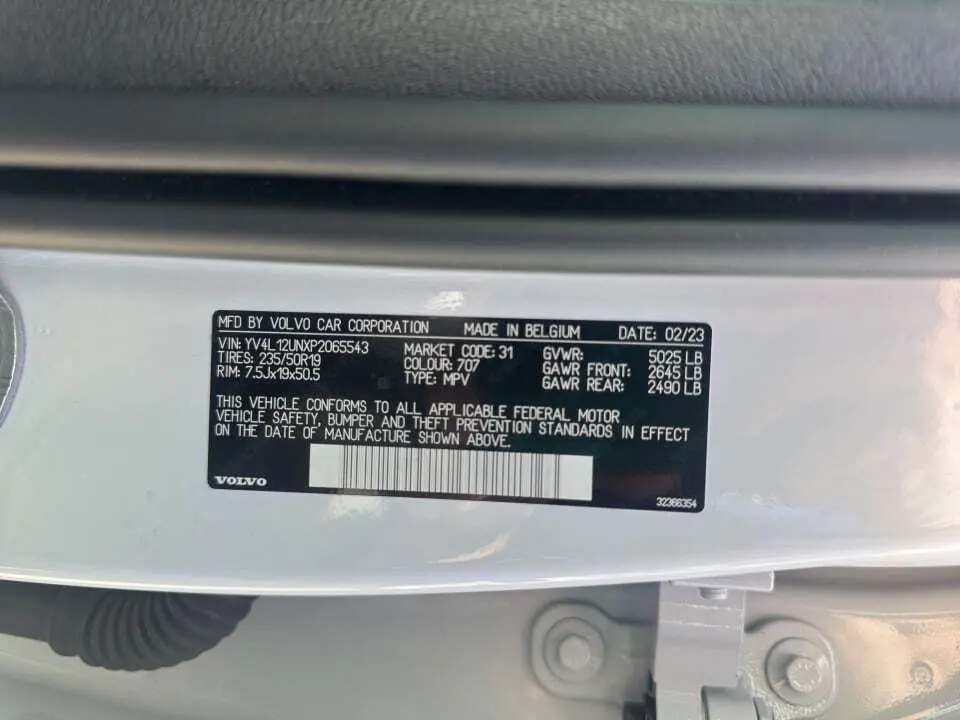 MFD BY VOLVO CAR CORPORATION MADE IN BELGIUM DATE: 02/23
VIN: YV4L12UNXP2065543 MARKET CODE: 31 GVWR: 5025 LB
TIRES: 235/50R19 COLOUR: 707 GAWR FRONT: 2645 LB
RIM: 7.5Jx19x50.5 TYPE: MPV GAWR REAR: 2490 LB
THIS VEHICLE CONFORMS TO ALL APPLICABLE FEDERAL MOTOR
VEHICLE SAFETY, BUMPER AND THEFT PREVENTION STANDARDS IN EFFECT
ON THE DATE OF MANUFACTURE SHOWN ABOVE.
VOLVO 32366354